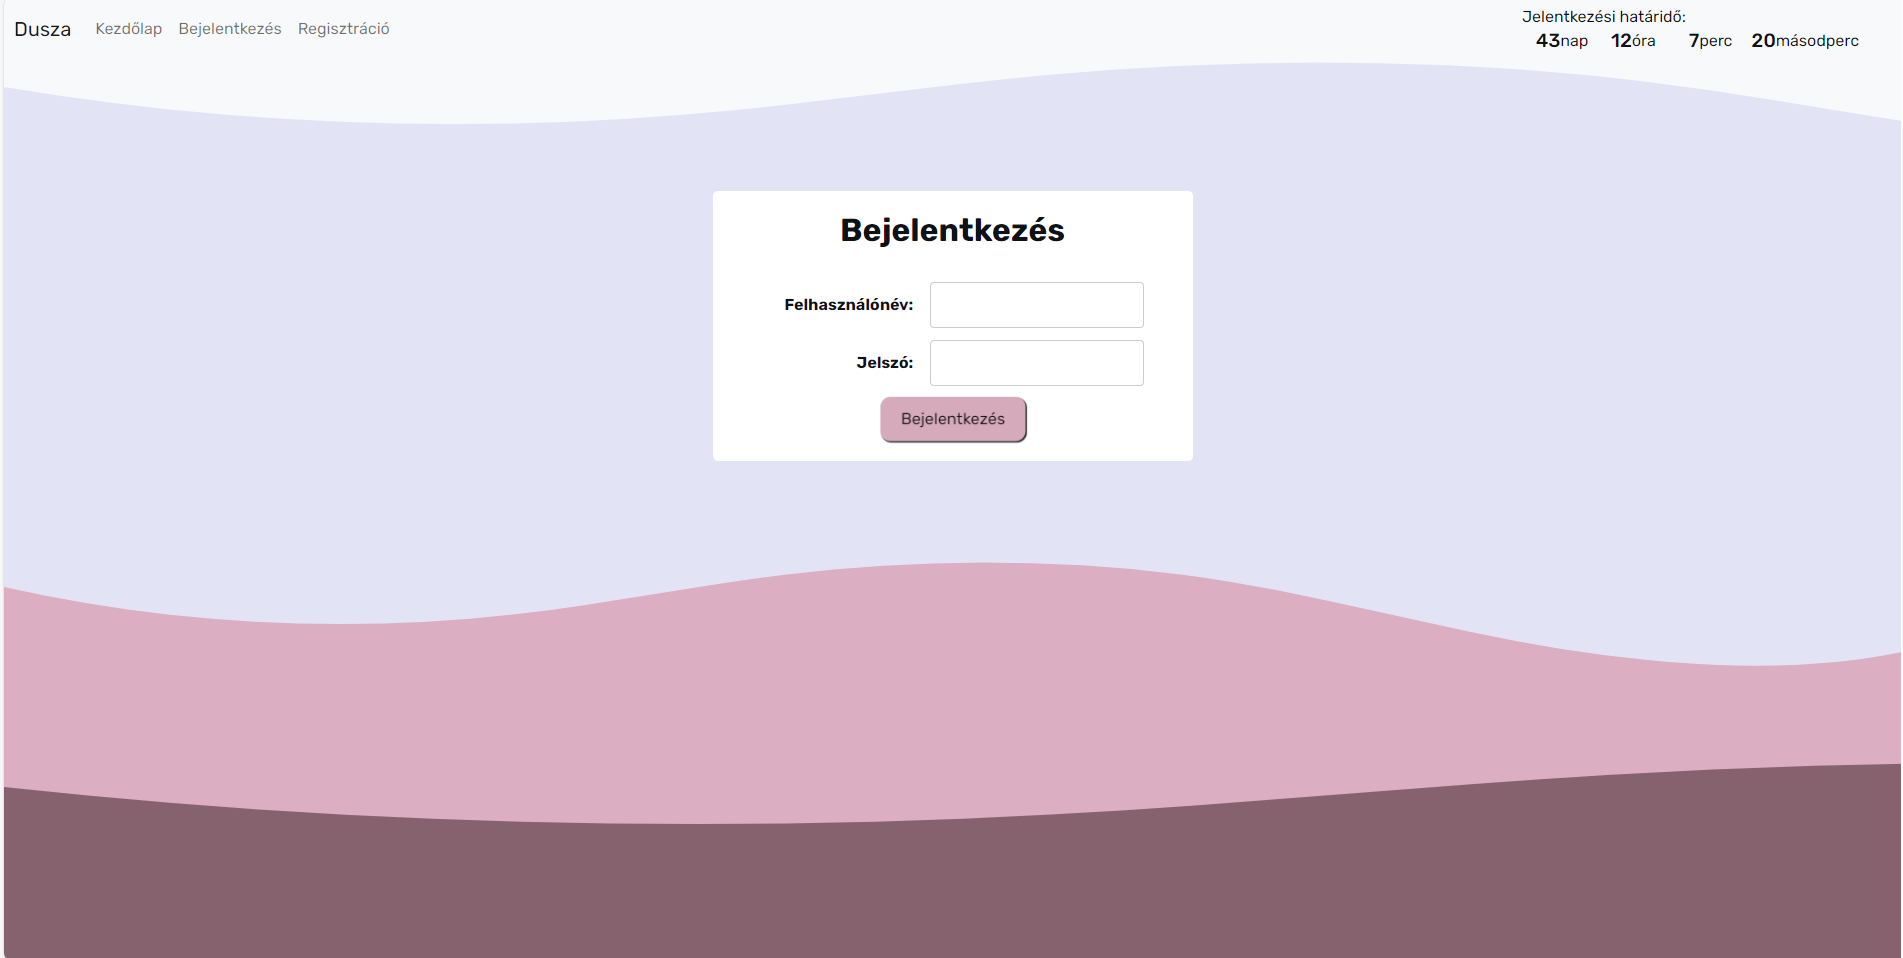 Dusza Kezdőlap Bejelentkezés Regisztráció
Jelentkezési határidő:
43nap 12óra 7perc 20másodperc
Bejelentkezés
Felhasználónév:
Jelszó:
Bejelentkezés